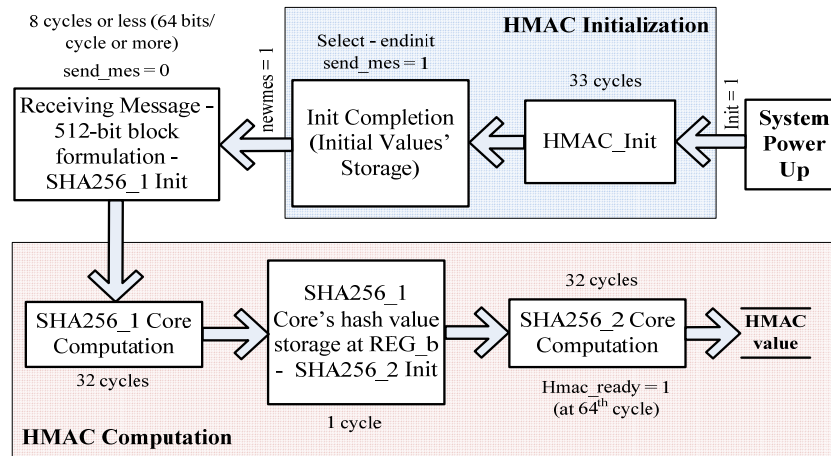 8 cycles or less (64 bits/
cycle or more)
send_mes = 0
Receiving Message -
512-bit block
formulation -
SHA256_1 Init
newmes = 1
HMAC Initialization
Select - endinit
send_mes = 1
Init Completion
(Initial Values'
Storage)
33 cycles
HMAC_Init
Init = 1
System
Power
Up
SHA256_1 Core
Computation
32 cycles
SHA256_1
Core's hash value
storage at REG_b
- SHA256_2 Init
1 cycle
32 cycles
SHA256_2 Core
Computation
Hmac_ready = 1
(at 64th cycle)
HMAC
value
HMAC Computation